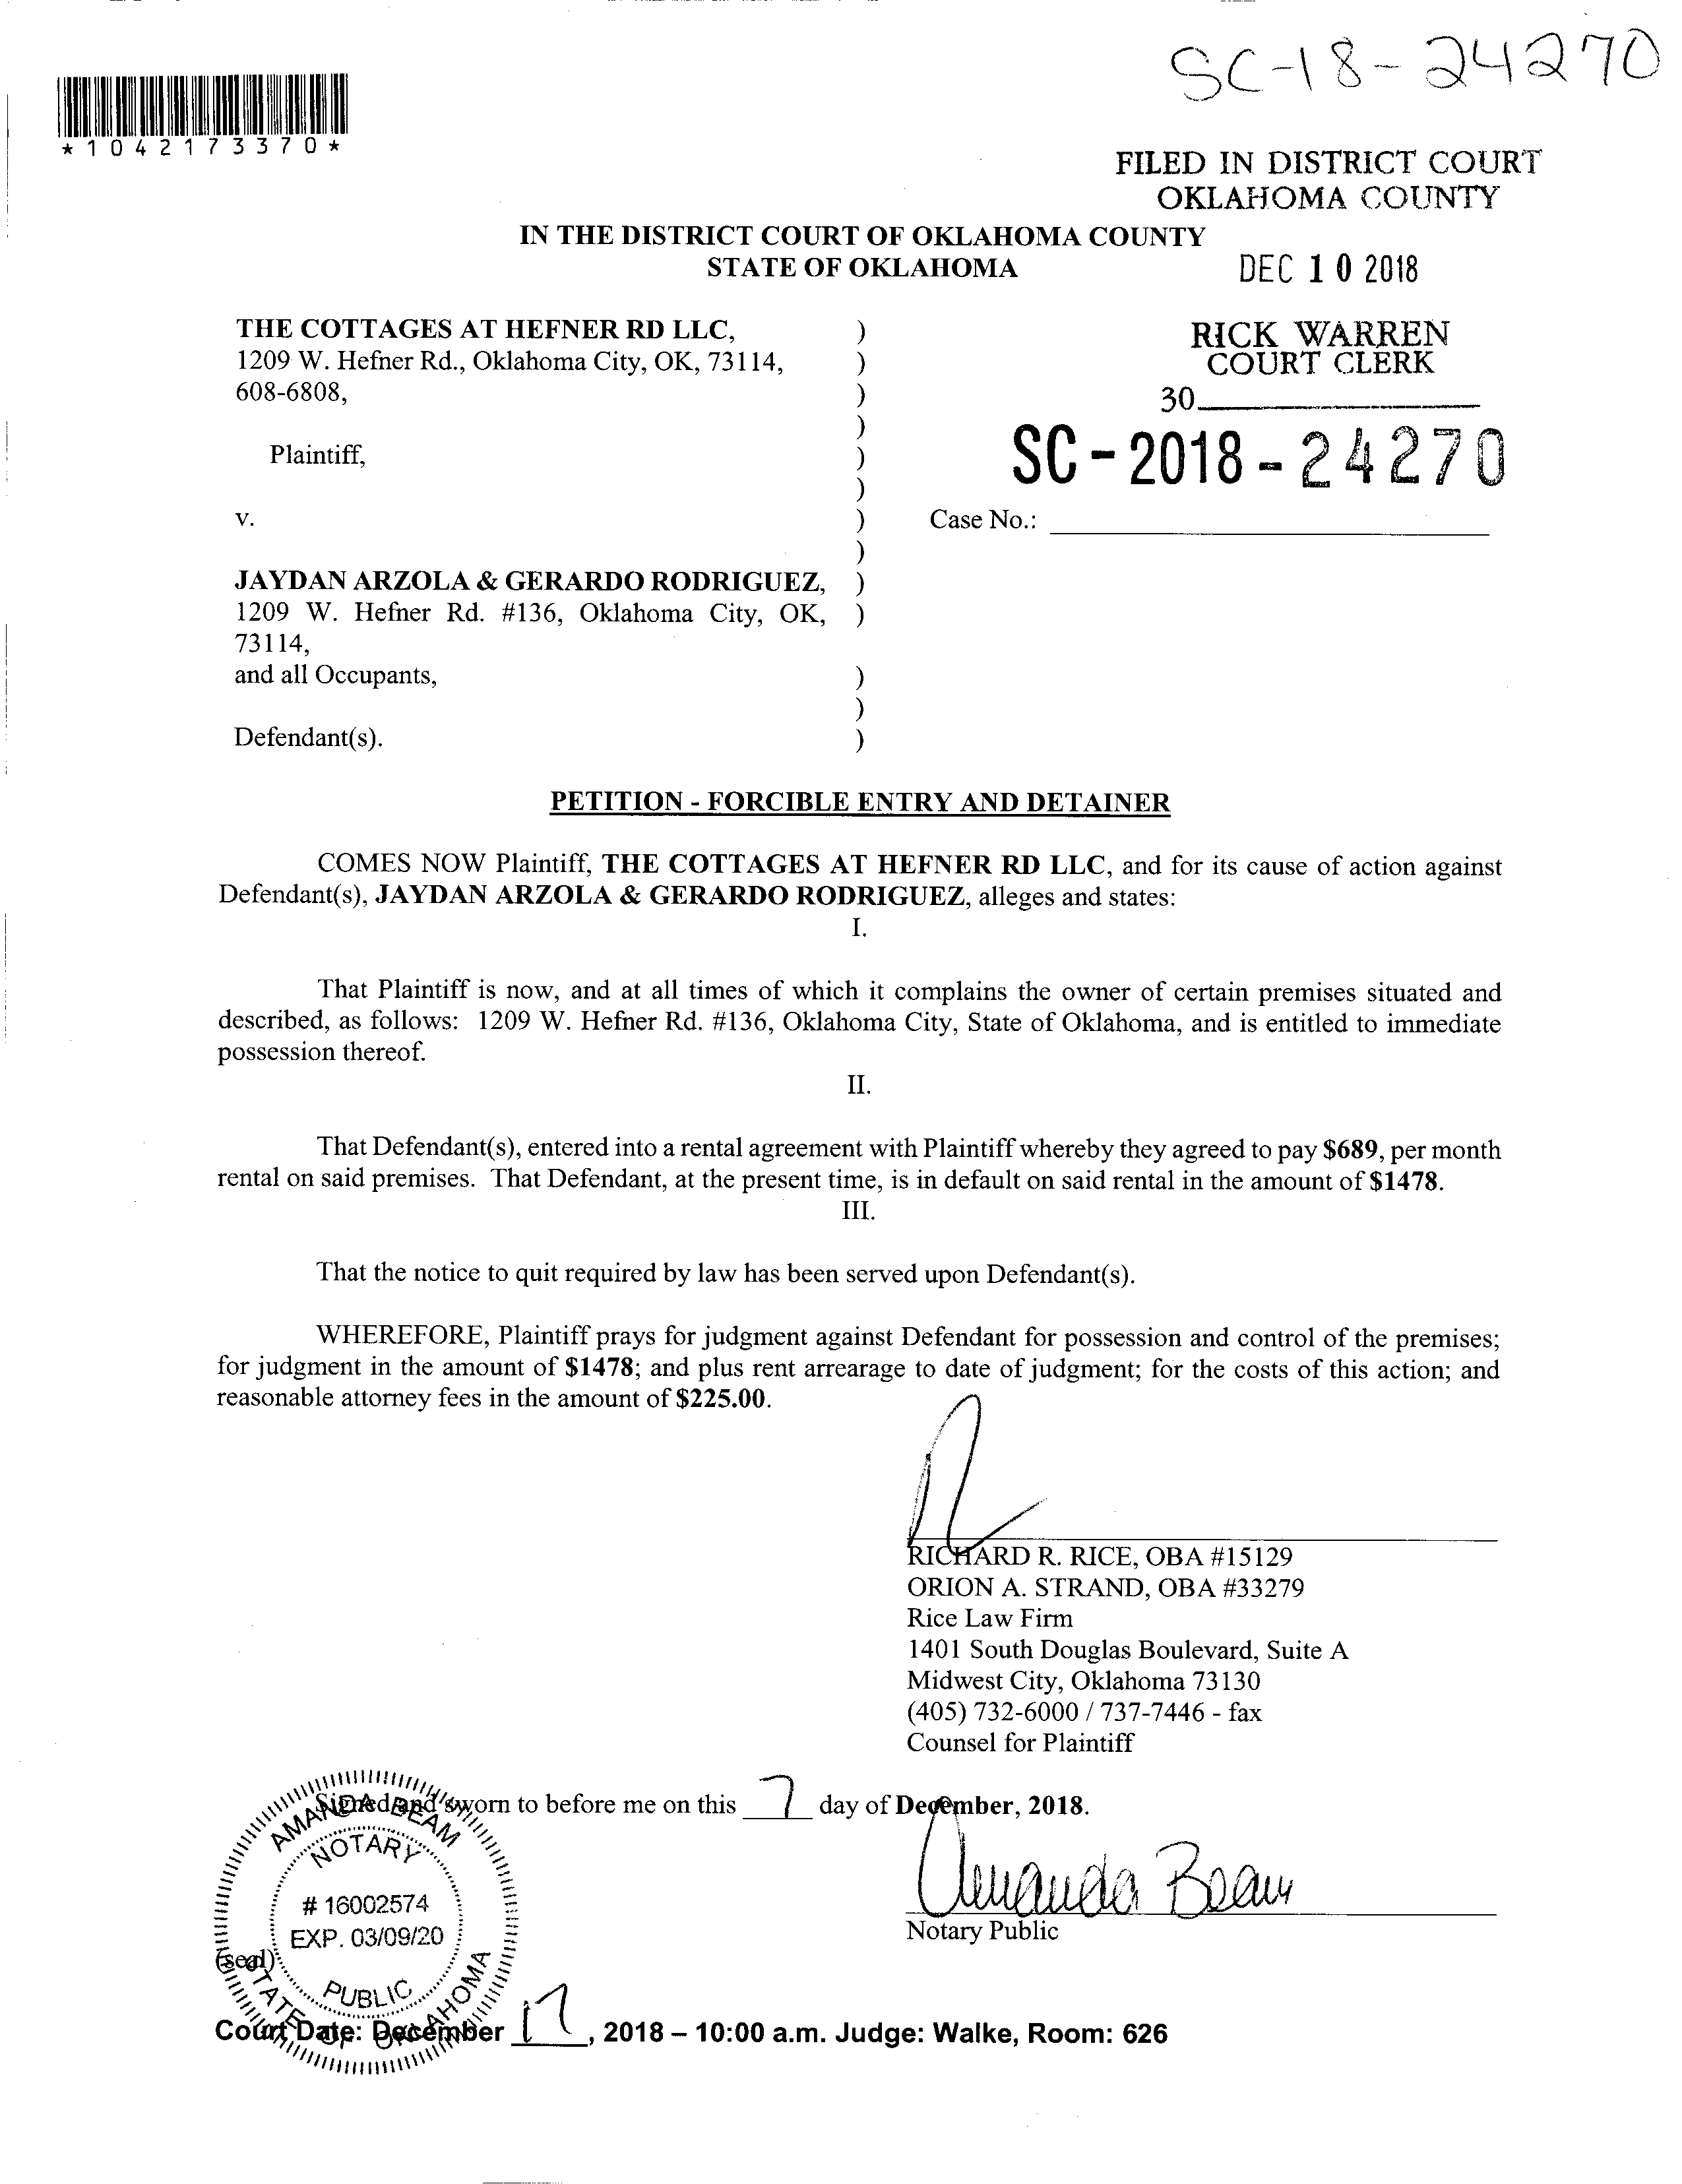 SC-18-24270
*1042173370*
FILED IN DISTRICT COURT
OKLAHOMA COUNTY
IN THE DISTRICT COURT OF OKLAHOMA COUNTY
STATE OF OKLAHOMA
DEC 10 2018
THE COTTAGES AT HEFNER RD LLC, )
1209 W. Hefner Rd., Oklahoma City, OK, 73114, )
608-6808, )
)
Plaintiff, )
)
v. )
)
JAYDAN ARZOLA & GERARDO RODRIGUEZ, )
1209 W. Hefner Rd. #136, Oklahoma City, OK, )
73114,
and all Occupants, )
)
Defendant(s). )
RICK WARREN
COURT CLERK
30
SC-2018-24270
Case No.:
PETITION - FORCIBLE ENTRY AND DETAINER
COMES NOW Plaintiff, THE COTTAGES AT HEFNER RD LLC, and for its cause of action against
Defendant(s), JAYDAN ARZOLA & GERARDO RODRIGUEZ, alleges and states:
I.
That Plaintiff is now, and at all times of which it complains the owner of certain premises situated and
described, as follows: 1209 W. Hefner Rd. #136, Oklahoma City, State of Oklahoma, and is entitled to immediate
possession thereof.
II.
That Defendant(s), entered into a rental agreement with Plaintiff whereby they agreed to pay $689, per month
rental on said premises. That Defendant, at the present time, is in default on said rental in the amount of $1478.
III.
That the notice to quit required by law has been served upon Defendant(s).
WHEREFORE, Plaintiff prays for judgment against Defendant for possession and control of the premises;
for judgment in the amount of $1478; and plus rent arrearage to date of judgment; for the costs of this action; and
reasonable attorney fees in the amount of $225.00.
RICHARD R. RICE, OBA #15129
ORION A. STRAND, OBA #33279
Rice Law Firm
1401 South Douglas Boulevard, Suite A
Midwest City, Oklahoma 73130
(405) 732-6000 / 737-7446 - fax
Counsel for Plaintiff
Signed and sworn to before me on this 7 day of December, 2018.
Amanda Beam
Notary Public
AMANDA BEAM
NOTARY
# 16002574
EXP. 03/09/20
PUBLIC
STATE OF OKLAHOMA
(seal)
Court Date: December 17, 2018 – 10:00 a.m. Judge: Walke, Room: 626